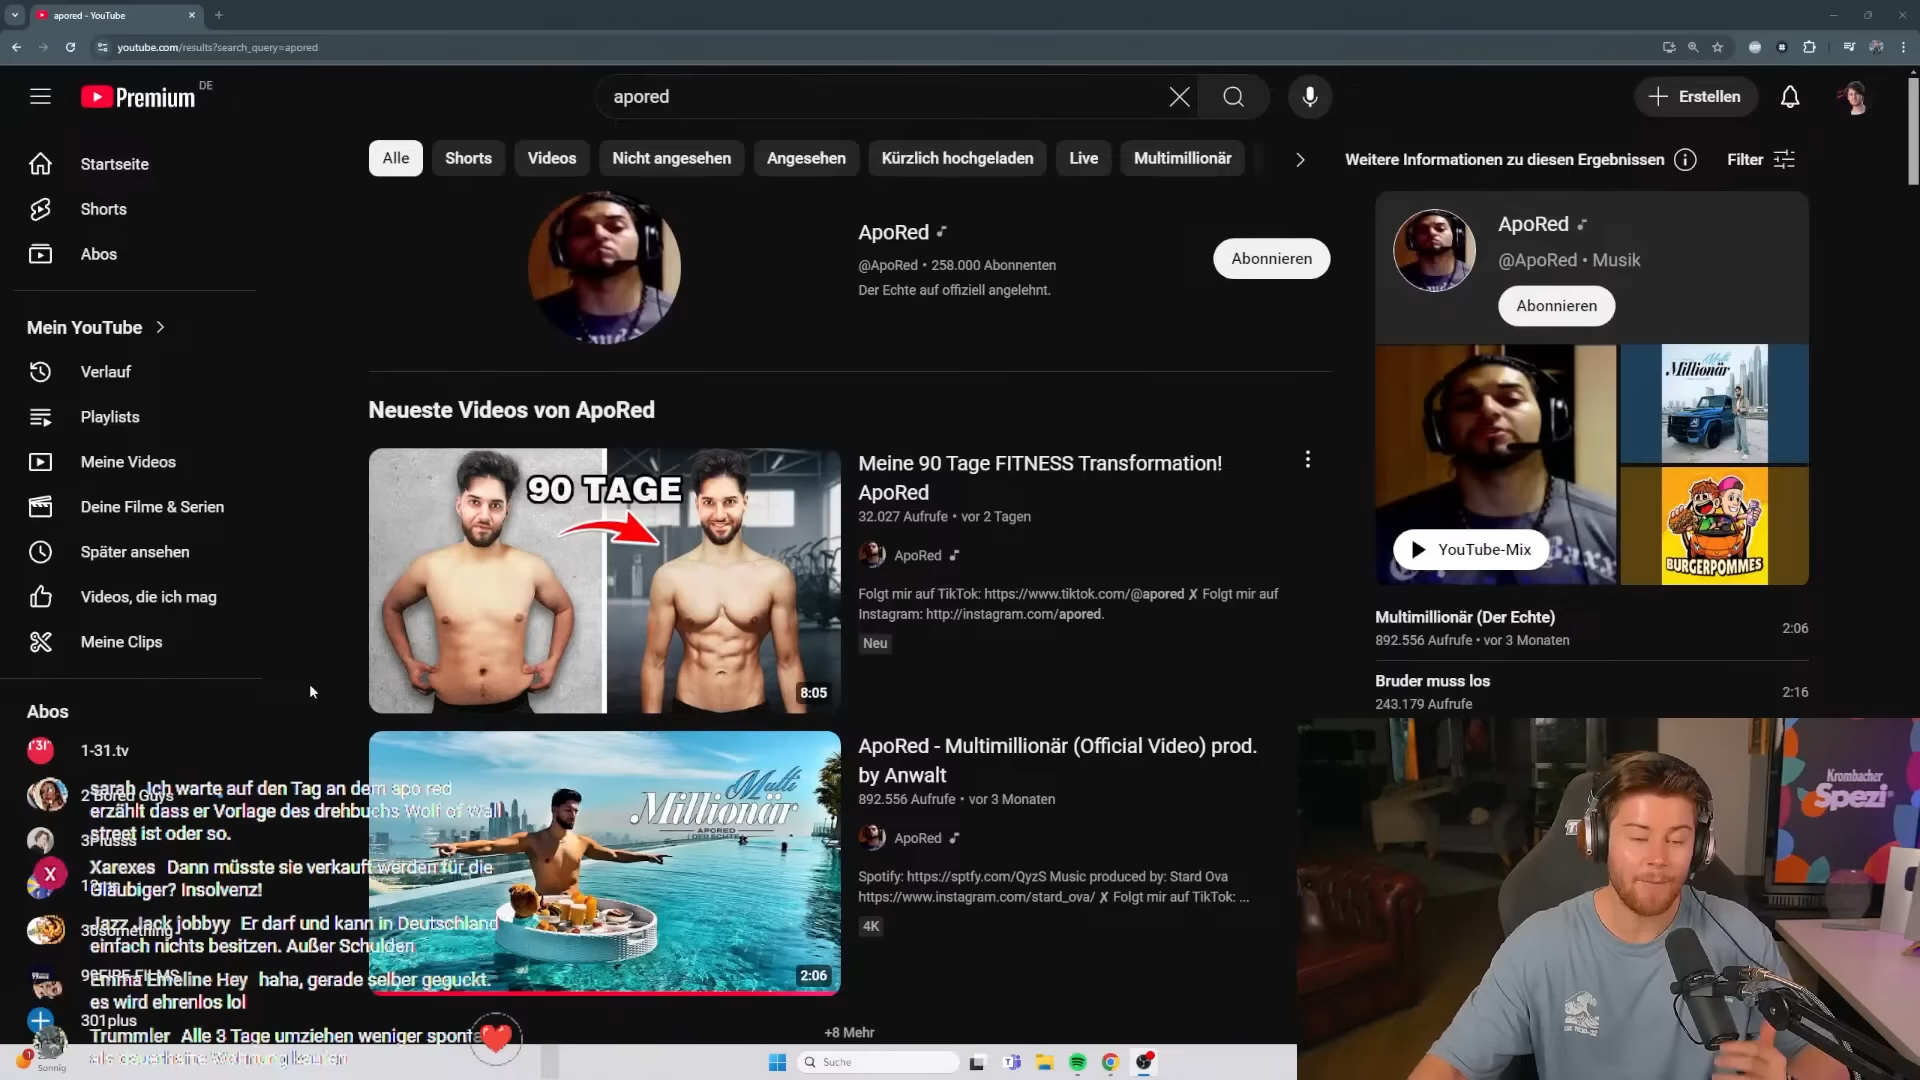 apored - YouTube
youtube.com/results?search_query=apored
Premium DE
apored
Erstellen
Alle Shorts Videos Nicht angesehen Angesehen Kürzlich hochgeladen Live Multimillionär
Weitere Informationen zu diesen Ergebnissen Filter
Startseite
Shorts
Abos
Mein YouTube
Verlauf
Playlists
Meine Videos
Deine Filme & Serien
Später ansehen
Videos, die ich mag
Meine Clips
Abos
1-31.tv
301plus
ApoRed
@ApoRed • 258.000 Abonnenten
Der Echte auf offiziell angelehnt.
Abonnieren
Neueste Videos von ApoRed
90 TAGE
8:05
Meine 90 Tage FITNESS Transformation!
ApoRed
32.027 Aufrufe • vor 2 Tagen
ApoRed
Folgt mir auf TikTok: https://www.tiktok.com/@apored ✗ Folgt mir auf
Instagram: http://instagram.com/apored.
Neu
Multi
Millionär
APORED
2:06
ApoRed - Multimillionär (Official Video) prod.
by Anwalt
892.556 Aufrufe • vor 3 Monaten
ApoRed
Spotify: https://sptfy.com/QyzS Music produced by: Stard Ova
https://www.instagram.com/stard_ova/ ✗ Folgt mir auf TikTok: ...
4K
+8 Mehr
ApoRed
@ApoRed • Musik
Abonnieren
YouTube-Mix
Multi
Millionär
BURGERPOMMES
Multimillionär (Der Echte)
892.556 Aufrufe • vor 3 Monaten
2:06
Bruder muss los
243.179 Aufrufe
2:16
sarah Ich warte auf den Tag an dem apo red
erzählt dass er Vorlage des drehbuchs Wolf of Wall
street ist oder so.
Xarexes Dann müsste sie verkauft werden für die
Gläubiger? Insolvenz!
Jazz Jack jobbyy Er darf und kann in Deutschland
einfach nichts besitzen. Außer Schulden
Emma Emeline Hey haha, gerade selber geguckt.
es wird ehrenlos lol
Trummler Alle 3 Tage umziehen weniger sponta
als dauerhafte Wohnung kaufen
X
1
Sonnig
Suche
Krombacher
Spezi